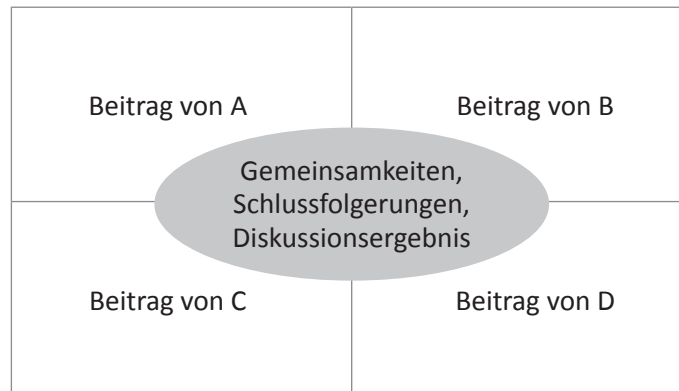 Beitrag von A
Beitrag von B
Gemeinsamkeiten,
Schlussfolgerungen,
Diskussionsergebnis
Beitrag von C
Beitrag von D